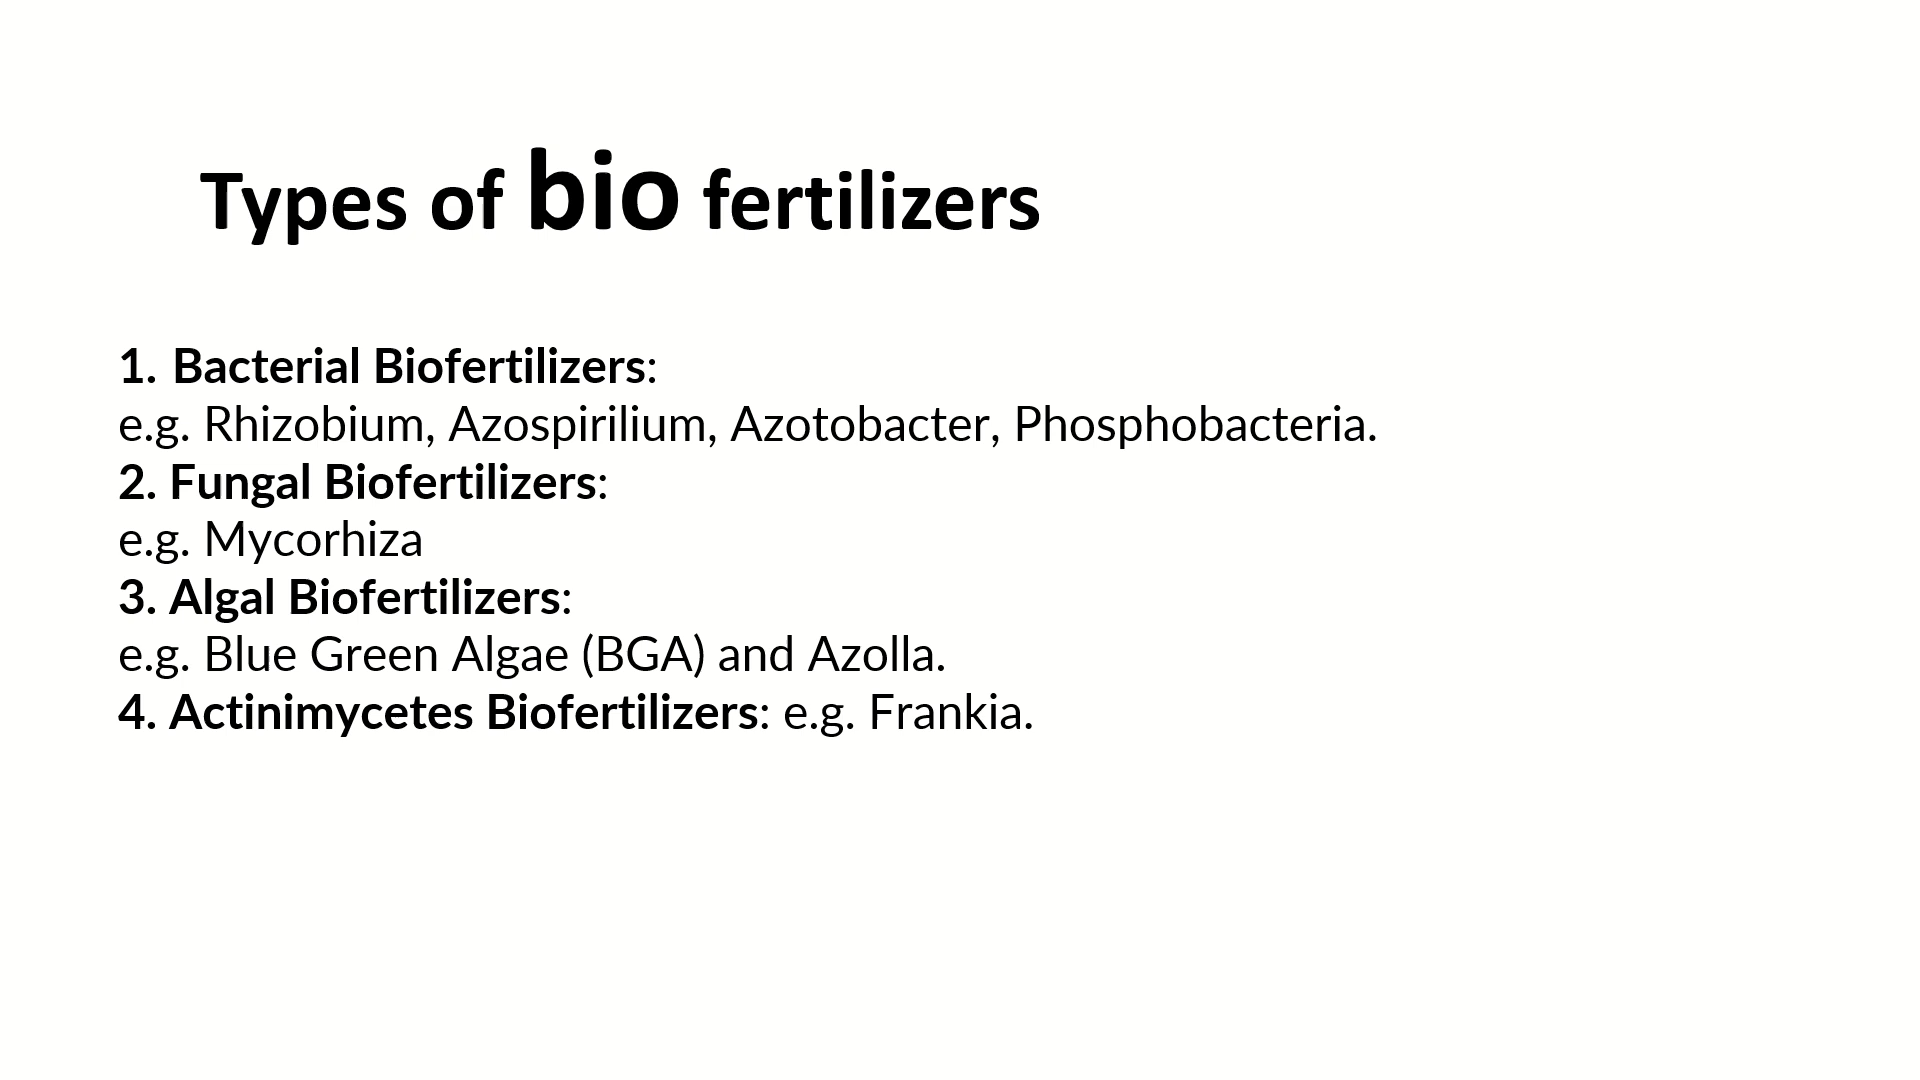 Types of bio fertilizers
1. Bacterial Biofertilizers:
e.g. Rhizobium, Azospirilium, Azotobacter, Phosphobacteria.
2. Fungal Biofertilizers:
e.g. Mycorhiza
3. Algal Biofertilizers:
e.g. Blue Green Algae (BGA) and Azolla.
4. Actinimycetes Biofertilizers: e.g. Frankia.